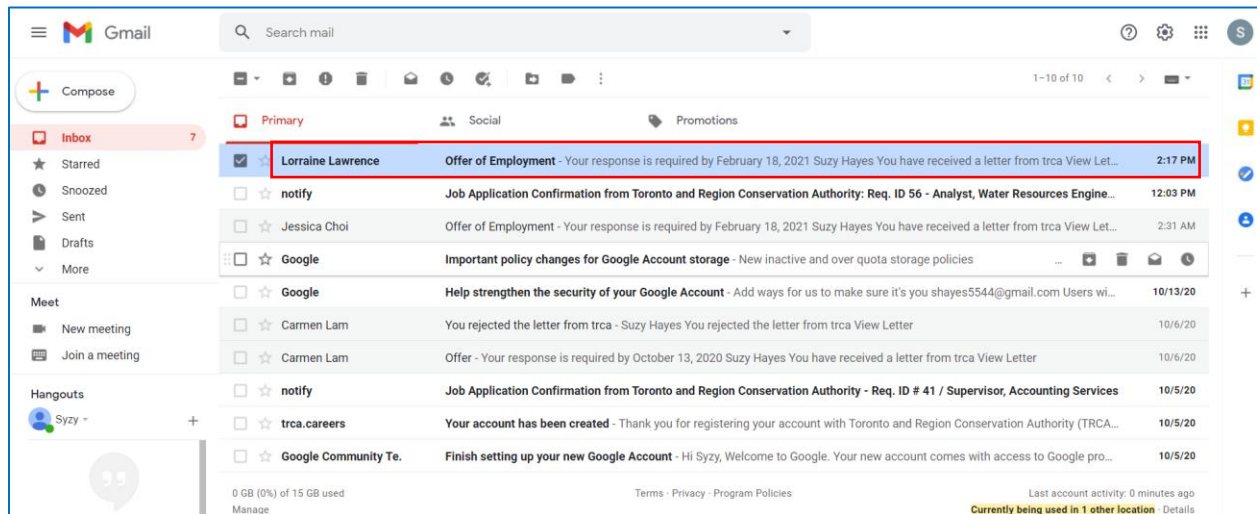 Gmail
Search mail
S
Compose
1–10 of 10
Primary
Social
Promotions
Inbox 7
Starred
Snoozed
Sent
Drafts
More
Lorraine Lawrence Offer of Employment - Your response is required by February 18, 2021 Suzy Hayes You have received a letter from trca View Let... 2:17 PM
notify Job Application Confirmation from Toronto and Region Conservation Authority: Req. ID 56 - Analyst, Water Resources Engine... 12:03 PM
Jessica Choi Offer of Employment - Your response is required by February 18, 2021 Suzy Hayes You have received a letter from trca View Let... 2:31 AM
Google Important policy changes for Google Account storage - New inactive and over quota storage policies ...
Google Help strengthen the security of your Google Account - Add ways for us to make sure it's you shayes5544@gmail.com Users wi... 10/13/20
Carmen Lam You rejected the letter from trca - Suzy Hayes You rejected the letter from trca View Letter 10/6/20
Carmen Lam Offer - Your response is required by October 13, 2020 Suzy Hayes You have received a letter from trca View Letter 10/6/20
notify Job Application Confirmation from Toronto and Region Conservation Authority - Req. ID # 41 / Supervisor, Accounting Services 10/5/20
trca.careers Your account has been created - Thank you for registering your account with Toronto and Region Conservation Authority (TRCA... 10/5/20
Google Community Te. Finish setting up your new Google Account - Hi Syzy, Welcome to Google. Your new account comes with access to Google pro... 10/5/20
Meet
New meeting
Join a meeting
Hangouts
Syzy
0 GB (0%) of 15 GB used
Manage
Terms · Privacy · Program Policies
Last account activity: 0 minutes ago
Currently being used in 1 other location · Details